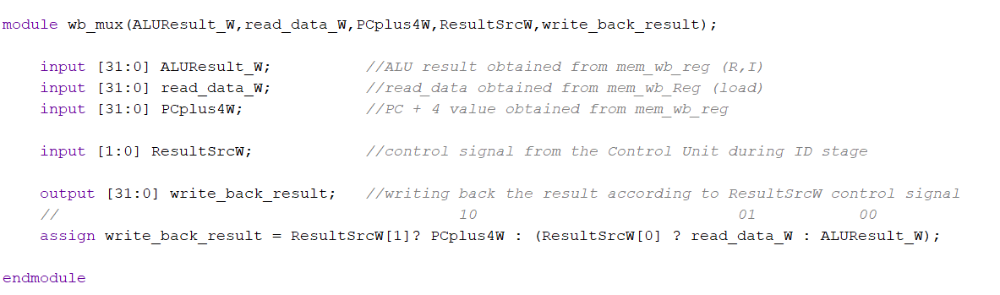 module wb_mux(ALUResult_W,read_data_W,PCplus4W,ResultSrcW,write_back_result);
input [31:0] ALUResult_W; //ALU result obtained from mem_wb_reg (R,I)
input [31:0] read_data_W; //read_data obtained from mem_wb_Reg (load)
input [31:0] PCplus4W; //PC + 4 value obtained from mem_wb_reg
input [1:0] ResultSrcW; //control signal from the Control Unit during ID stage
output [31:0] write_back_result; //writing back the result according to ResultSrcW control signal
// 10 01 00
assign write_back_result = ResultSrcW[1]? PCplus4W : (ResultSrcW[0] ? read_data_W : ALUResult_W);
endmodule